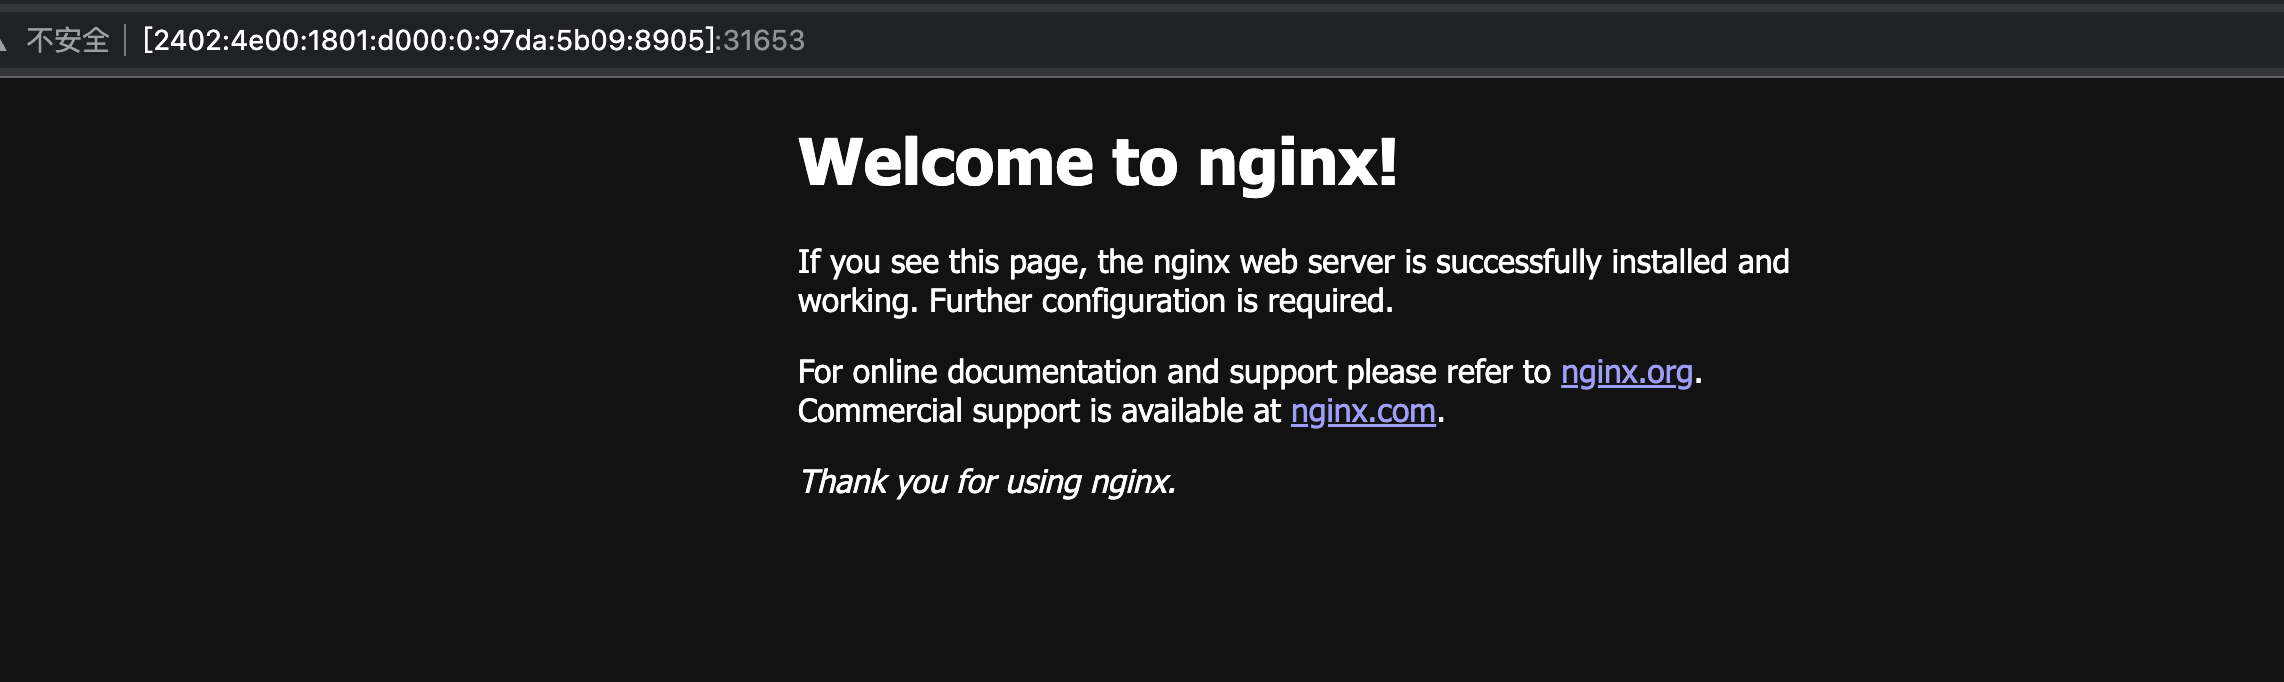 不安全 [2402:4e00:1801:d000:0:97da:5b09:8905]:31653
Welcome to nginx!
If you see this page, the nginx web server is successfully installed and
working. Further configuration is required.
For online documentation and support please refer to nginx.org.
Commercial support is available at nginx.com.
Thank you for using nginx.